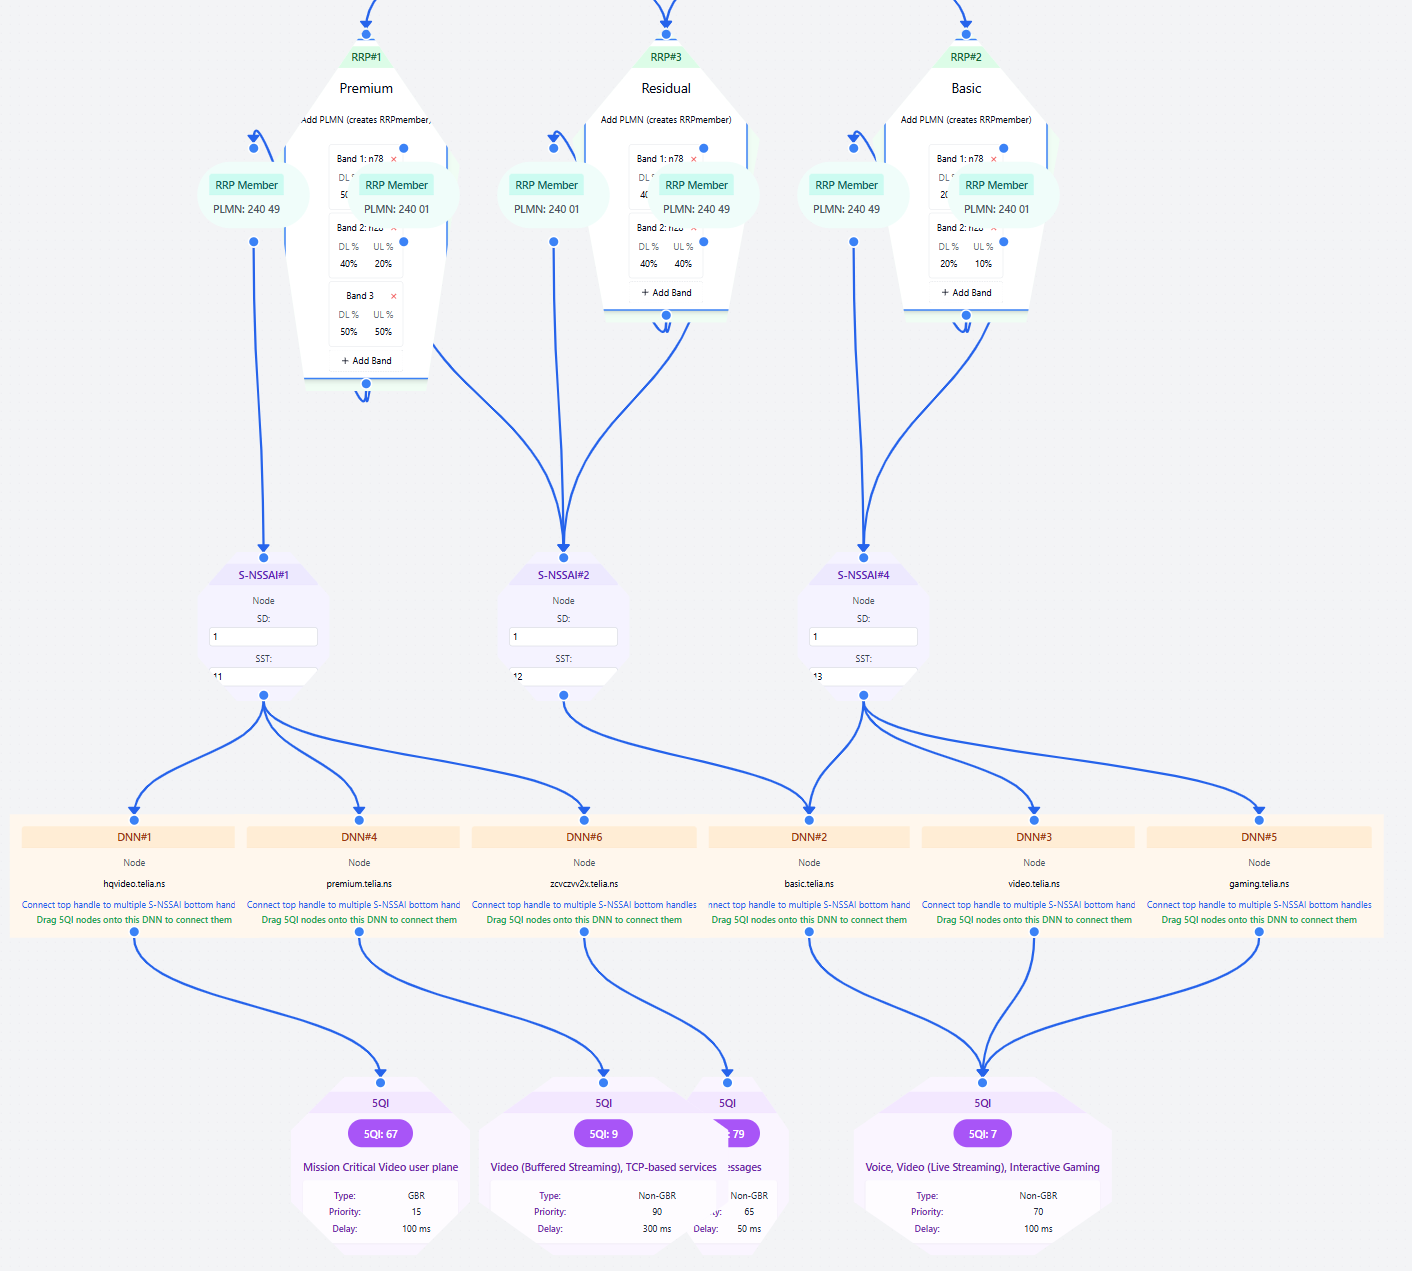 RRP#1
RRP#3
RRP#2
Premium
Residual
Basic
Add PLMN (creates RRPmember)
Add PLMN (creates RRPmember)
Add PLMN (creates RRPmember)
Band 1: n78 ×
Band 1: n78 ×
Band 1: n78 ×
DL
DL
DL
RRP Member
RRP Member
RRP Member
RRP Member
RRP Member
RRP Member
PLMN: 240 49
PLMN: 240 01
PLMN: 240 01
PLMN: 240 49
PLMN: 240 49
PLMN: 240 01
Band 2: n28 ×
Band 2: n28 ×
Band 2: n28 ×
DL % UL %
DL % UL %
DL % UL %
40% 20%
40% 40%
20% 10%
Band 3 ×
+ Add Band
+ Add Band
DL % UL %
50% 50%
+ Add Band
S-NSSAI#1
S-NSSAI#2
S-NSSAI#4
Node
Node
Node
SD:
SD:
SD:
1
1
1
SST:
SST:
SST:
11
12
13
DNN#1
DNN#4
DNN#6
DNN#2
DNN#3
DNN#5
Node
Node
Node
Node
Node
Node
hqvideo.telia.ns
premium.telia.ns
zcvczvv2x.telia.ns
basic.telia.ns
video.telia.ns
gaming.telia.ns
Connect top handle to multiple S-NSSAI bottom hand
Connect top handle to multiple S-NSSAI bottom hand
Connect top handle to multiple S-NSSAI bottom handles
nnect top handle to multiple S-NSSAI bottom hand
Connect top handle to multiple S-NSSAI bottom hand
Connect top handle to multiple S-NSSAI bottom handles
Drag 5QI nodes onto this DNN to connect them
Drag 5QI nodes onto this DNN to connect them
Drag 5QI nodes onto this DNN to connect them
Drag 5QI nodes onto this DNN to connect them
Drag 5QI nodes onto this DNN to connect them
Drag 5QI nodes onto this DNN to connect them
5QI
5QI
5QI
5QI
5QI: 67
5QI: 9
: 79
5QI: 7
Mission Critical Video user plane
Video (Buffered Streaming), TCP-based services
essages
Voice, Video (Live Streaming), Interactive Gaming
Type: GBR
Type: Non-GBR
Non-GBR
Type: Non-GBR
Priority: 15
Priority: 90
ty: 65
Priority: 70
Delay: 100 ms
Delay: 300 ms
Delay: 50 ms
Delay: 100 ms